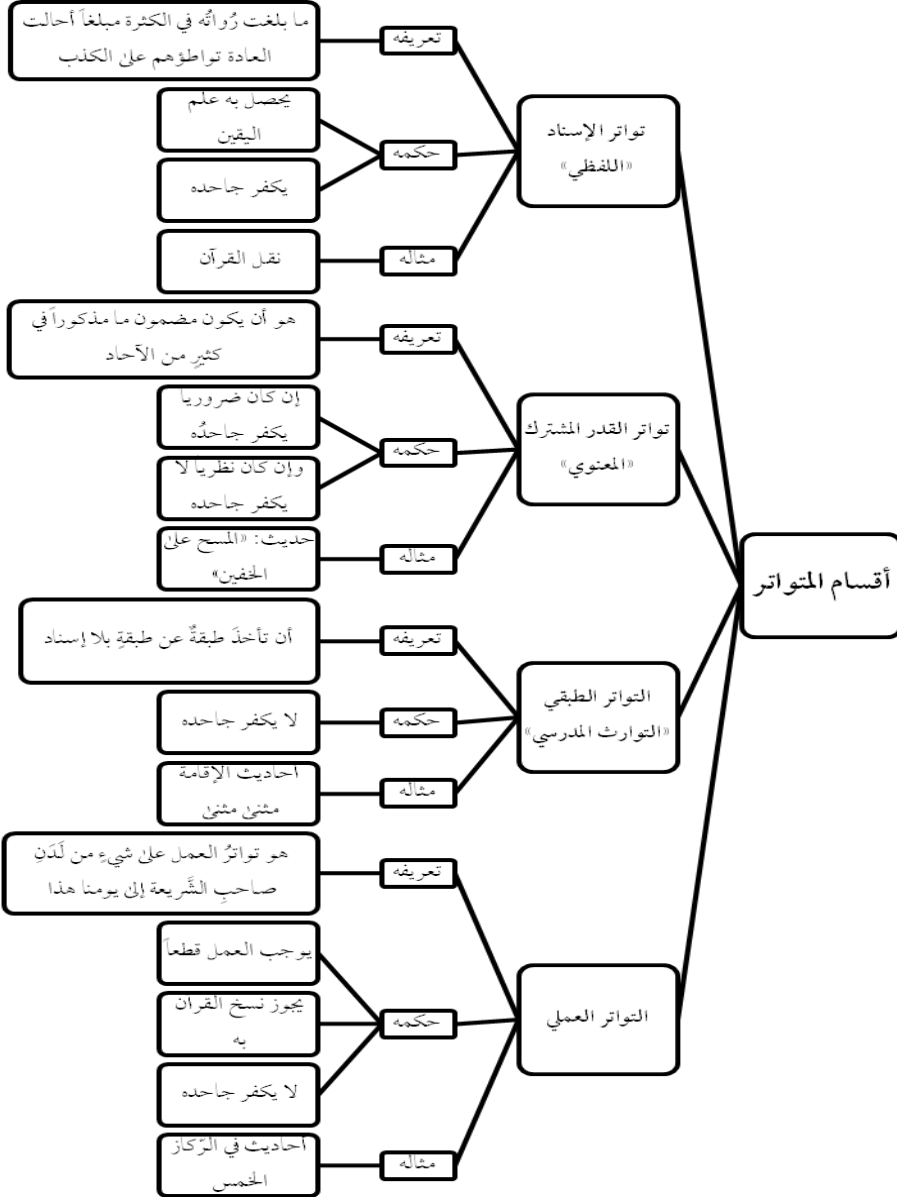 أقسام المتواتر
تواتر الإسناد
«اللفظي»
تعريفه
ما بلغت رُواتُه في الكثرة مبلغاً أحالت
العادة تواطؤهم علىٰ الكذب
حكمه
يحصل به علم
اليقين
يكفر جاحده
مثاله
نقل القرآن
تواتر القدر المشترك
«المعنوي»
تعريفه
هو أن يكون مضمون ما مذكوراً في
كثيرٍ من الآحاد
حكمه
إن كان ضرورياً
يكفر جاحدُه
وإن كان نظرياً لا
يكفر جاحده
مثاله
حديث: «المسح علىٰ
الخفين»
التواتر الطبقي
«التوارث المدرسي»
تعريفه
أن تأخذَ طبقةٌ عن طبقةٍ بلا إسناد
حكمه
لا يكفر جاحده
مثاله
أحاديث الإقامة
مثنىٰ مثنىٰ
التواتر العملي
تعريفه
هو تواترُ العمل علىٰ شيءٍ من لَدَنِ
صاحبِ الشَّريعة إلىٰ يومنا هذا
حكمه
يوجب العمل قطعاً
يجوز نسخ القرآن
به
لا يكفر جاحده
مثاله
أحاديث في الرّكاز
الخمس